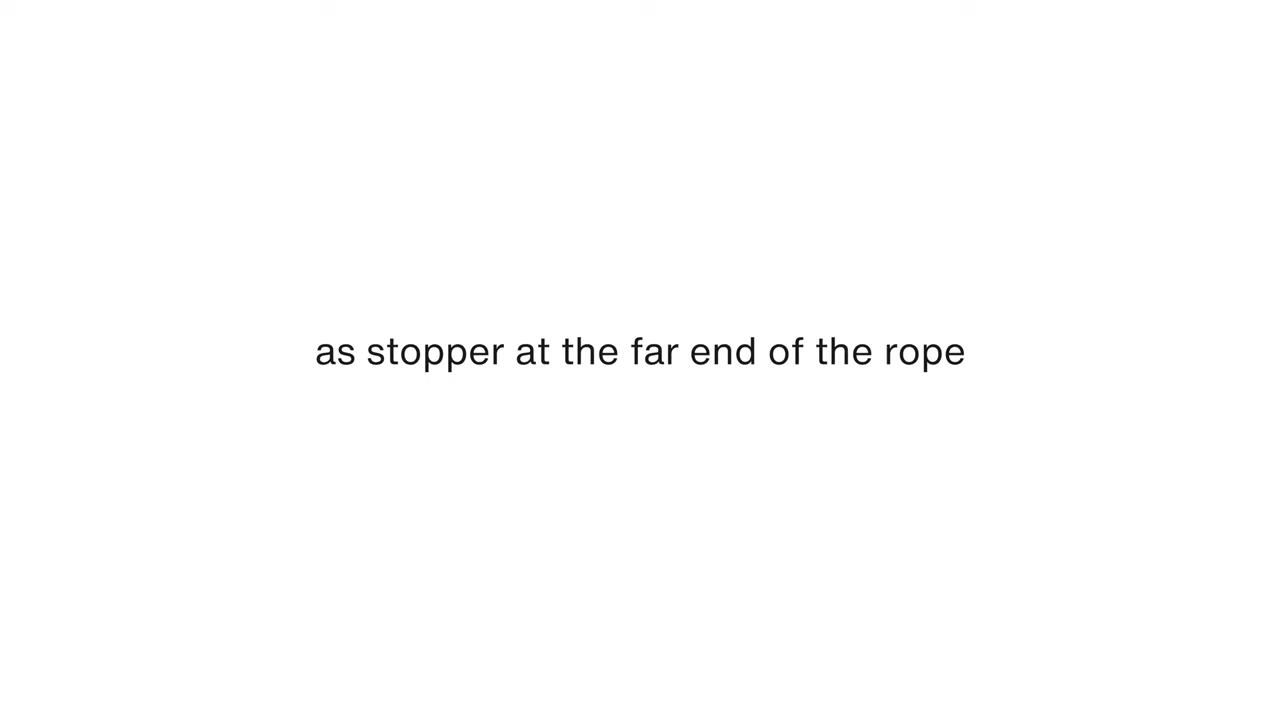 as stopper at the far end of the rope